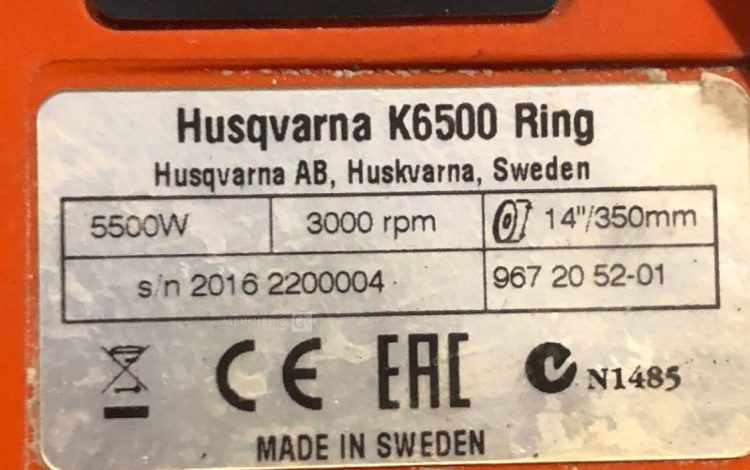 Husqvarna K6500 Ring
Husqvarna AB, Huskvarna, Sweden
5500W 3000 rpm 14"/350mm
s/n 2016 2200004 967 20 52-01
MERCIER &
CE EAC N1485
MADE IN SWEDEN